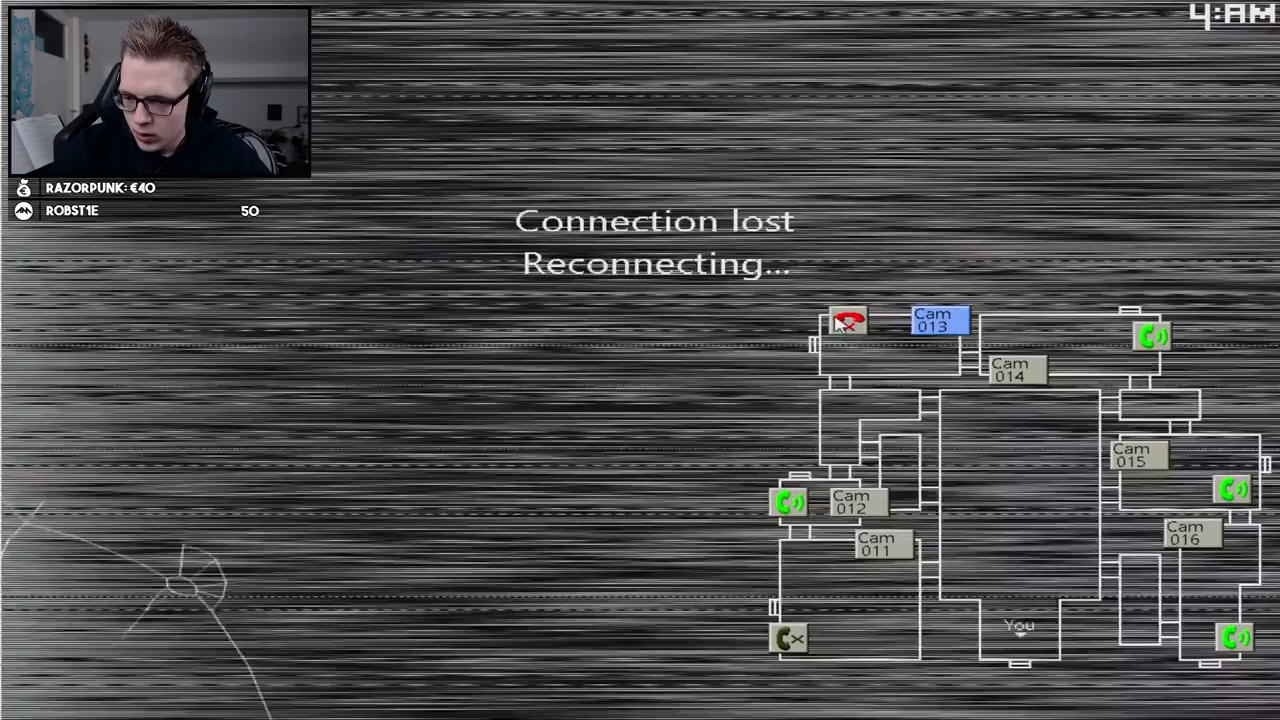 4:AM
RAZORPUNK: €40
ROBST1E 50
Connection lost
Reconnecting...
Cam
013
Cam
014
Cam
015
Cam
012
Cam
016
Cam
011
You